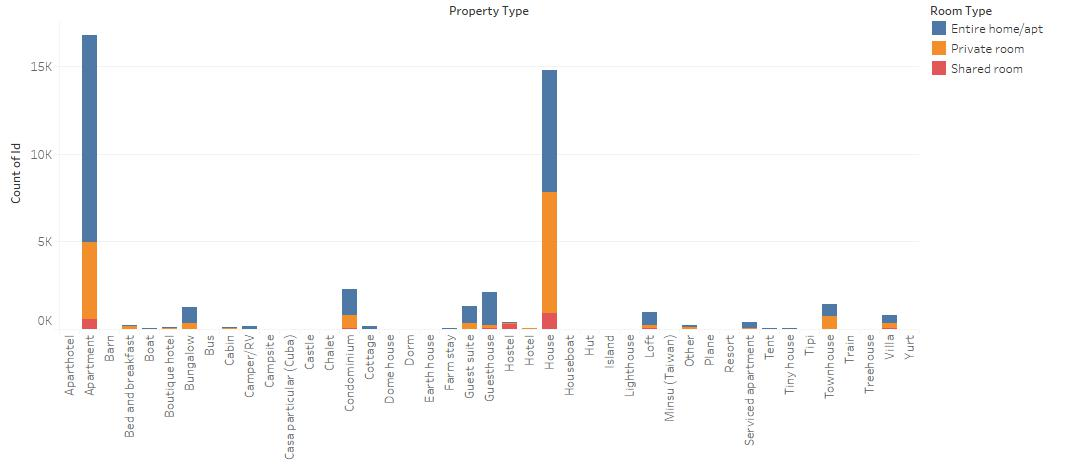 Property Type
Room Type
Entire home/apt
Private room
Shared room
15K
10K
5K
0K
Count of Id
Aparthotel
Apartment
Barn
Bed and breakfast
Boat
Boutique hotel
Bungalow
Bus
Cabin
Camper/RV
Campsite
Casa particular (Cuba)
Castle
Chalet
Condominium
Cottage
Dome house
Dorm
Earth house
Farm stay
Guest suite
Guesthouse
Hostel
Hotel
House
Houseboat
Hut
Island
Lighthouse
Loft
Minsu (Taiwan)
Other
Plane
Resort
Serviced apartment
Tent
Tiny house
Tipi
Townhouse
Train
Treehouse
Villa
Yurt